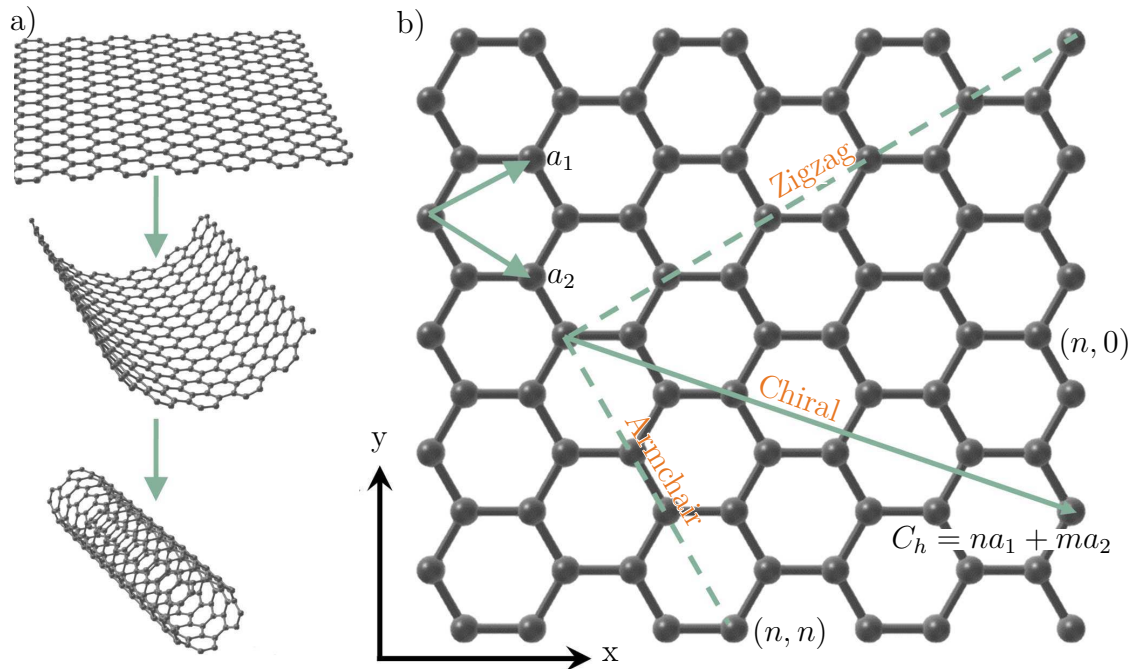 a)
b)
a₁
a₂
Zigzag
(n, 0)
Chiral
Armchair
y
Cₕ = na₁ + ma₂
(n, n)
x